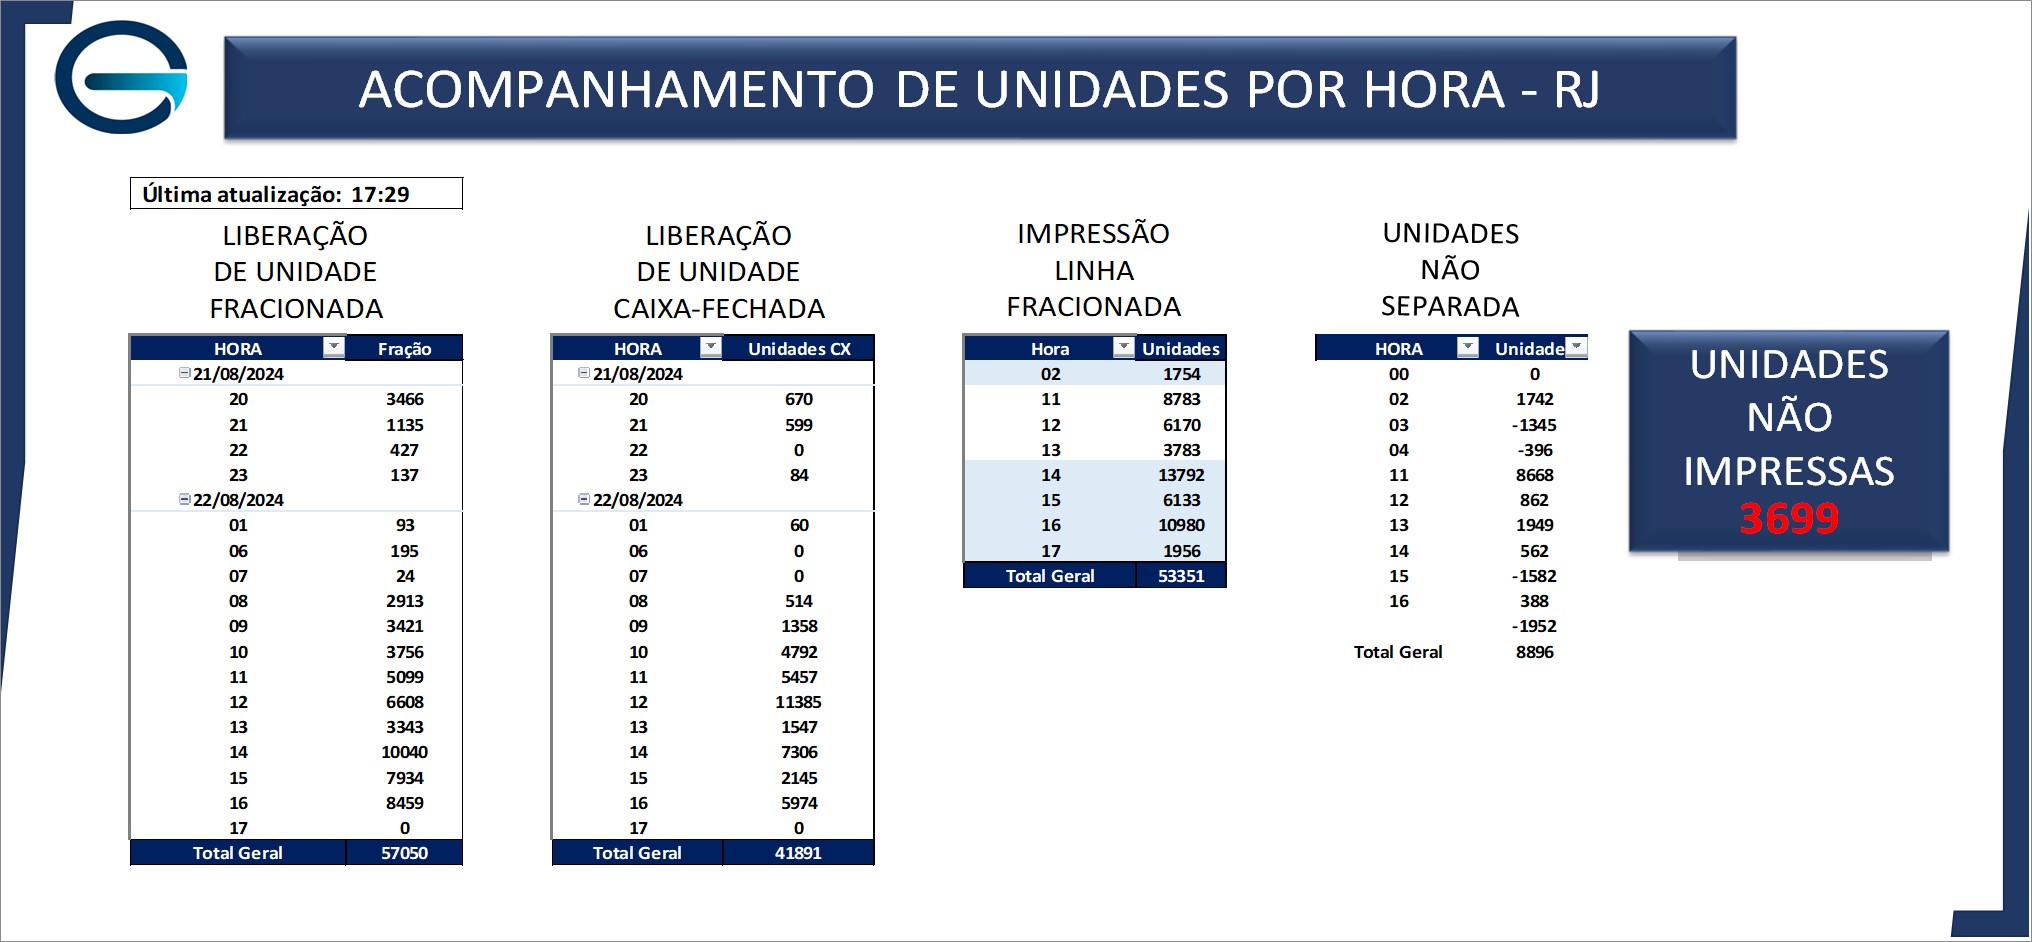 ACOMPANHAMENTO DE UNIDADES POR HORA - RJ
Última atualização: 17:29
LIBERAÇÃO
DE UNIDADE
FRACIONADA
HORA Fração
21/08/2024
20 3466
21 1135
22 427
23 137
22/08/2024
01 93
06 195
07 24
08 2913
09 3421
10 3756
11 5099
12 6608
13 3343
14 10040
15 7934
16 8459
17 0
Total Geral 57050
LIBERAÇÃO
DE UNIDADE
CAIXA-FECHADA
HORA Unidades CX
21/08/2024
20 670
21 599
22 0
23 84
22/08/2024
01 60
06 0
07 0
08 514
09 1358
10 4792
11 5457
12 11385
13 1547
14 7306
15 2145
16 5974
17 0
Total Geral 41891
IMPRESSÃO
LINHA
FRACIONADA
Hora Unidades
02 1754
11 8783
12 6170
13 3783
14 13792
15 6133
16 10980
17 1956
Total Geral 53351
UNIDADES
NÃO
SEPARADA
HORA Unidade
00 0
02 1742
03 -1345
04 -396
11 8668
12 862
13 1949
14 562
15 -1582
16 388
-1952
Total Geral 8896
UNIDADES
NÃO
IMPRESSAS
3699